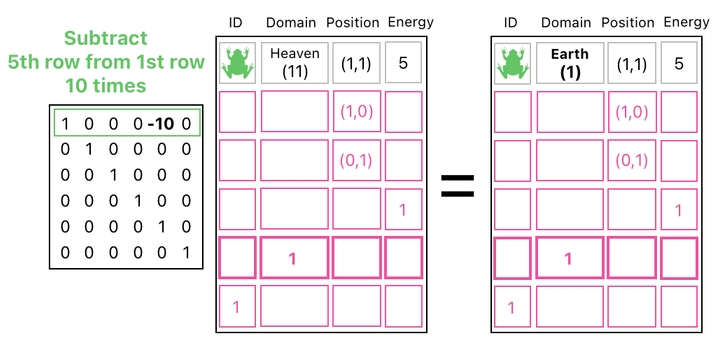 ID Domain Position Energy
ID Domain Position Energy
Subtract
5th row from 1st row
10 times
1 0 0 0 -10 0
0 1 0 0 0 0
0 0 1 0 0 0
0 0 0 1 0 0
0 0 0 0 1 0
0 0 0 0 0 1
Heaven
(11)
(1,1)
5
(1,0)
(0,1)
1
1
1
=
Earth
(1)
(1,1)
5
(1,0)
(0,1)
1
1
1